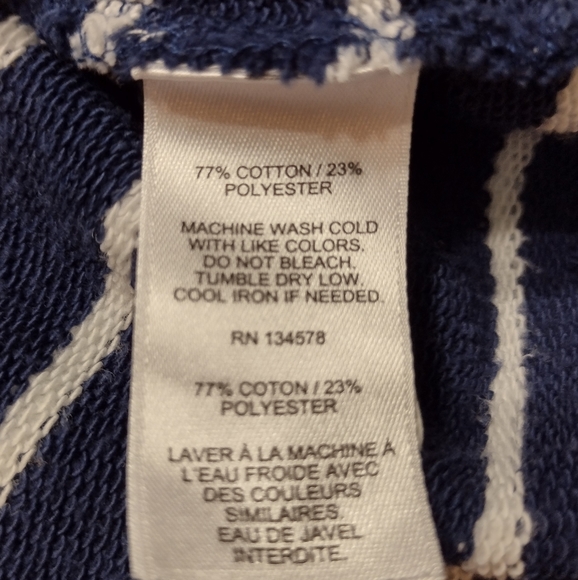 77% COTTON / 23%
POLYESTER
MACHINE WASH COLD
WITH LIKE COLORS.
DO NOT BLEACH.
TUMBLE DRY LOW.
COOL IRON IF NEEDED.
RN 134578
77% COTON / 23%
POLYESTER
LAVER À LA MACHINE À
L'EAU FROIDE AVEC
DES COULEURS
SIMILAIRES.
EAU DE JAVEL
INTERDITE.